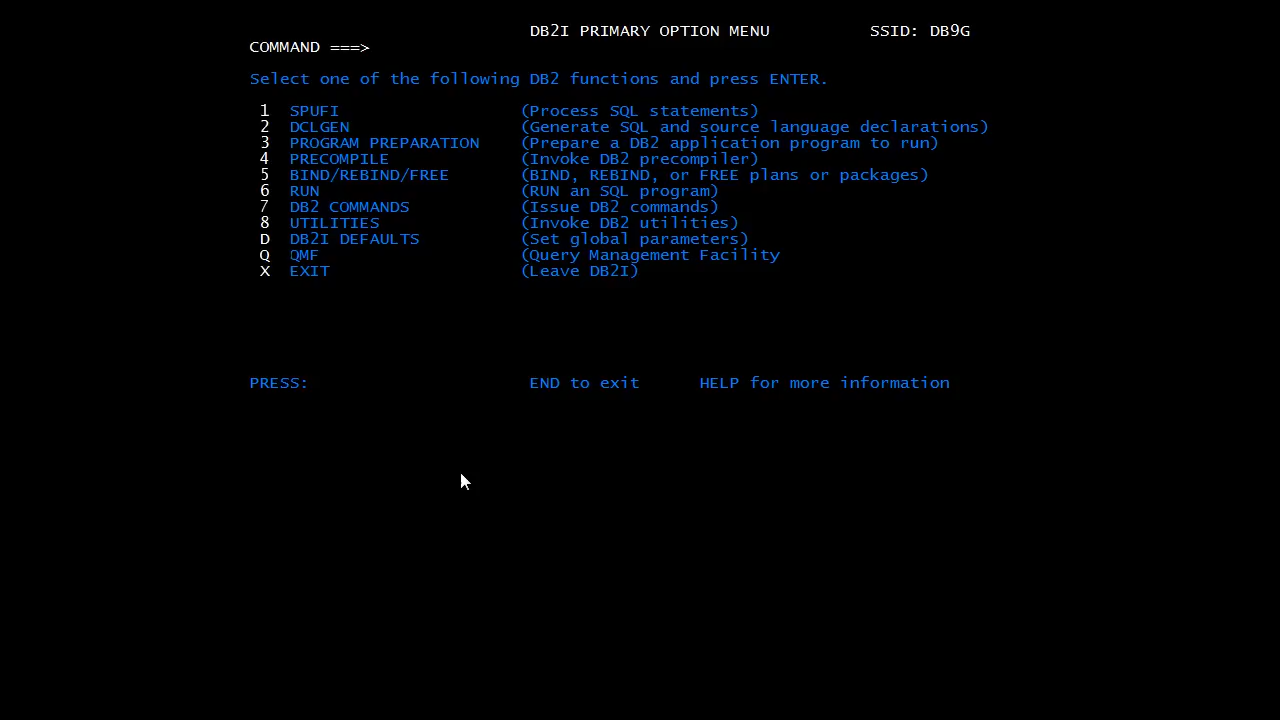 DB2I PRIMARY OPTION MENU SSID: DB9G
COMMAND ===>
Select one of the following DB2 functions and press ENTER.
1 SPUFI (Process SQL statements)
2 DCLGEN (Generate SQL and source language declarations)
3 PROGRAM PREPARATION (Prepare a DB2 application program to run)
4 PRECOMPILE (Invoke DB2 precompiler)
5 BIND/REBIND/FREE (BIND, REBIND, or FREE plans or packages)
6 RUN (RUN an SQL program)
7 DB2 COMMANDS (Issue DB2 commands)
8 UTILITIES (Invoke DB2 utilities)
D DB2I DEFAULTS (Set global parameters)
Q QMF (Query Management Facility
X EXIT (Leave DB2I)
PRESS: END to exit HELP for more information